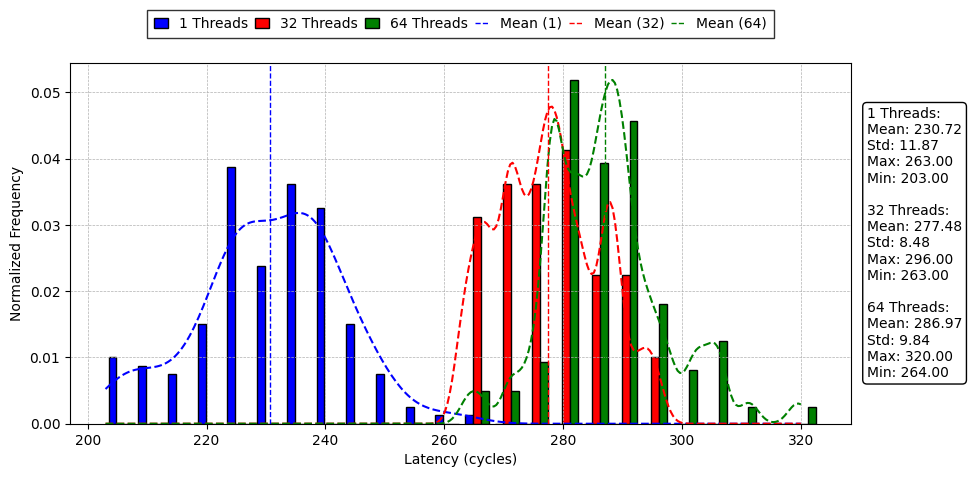 1 Threads 32 Threads 64 Threads Mean (1) Mean (32) Mean (64)
0.05
0.04
0.03
0.02
0.01
0.00
Normalized Frequency
200 220 240 260 280 300 320
Latency (cycles)
1 Threads:
Mean: 230.72
Std: 11.87
Max: 263.00
Min: 203.00
32 Threads:
Mean: 277.48
Std: 8.48
Max: 296.00
Min: 263.00
64 Threads:
Mean: 286.97
Std: 9.84
Max: 320.00
Min: 264.00